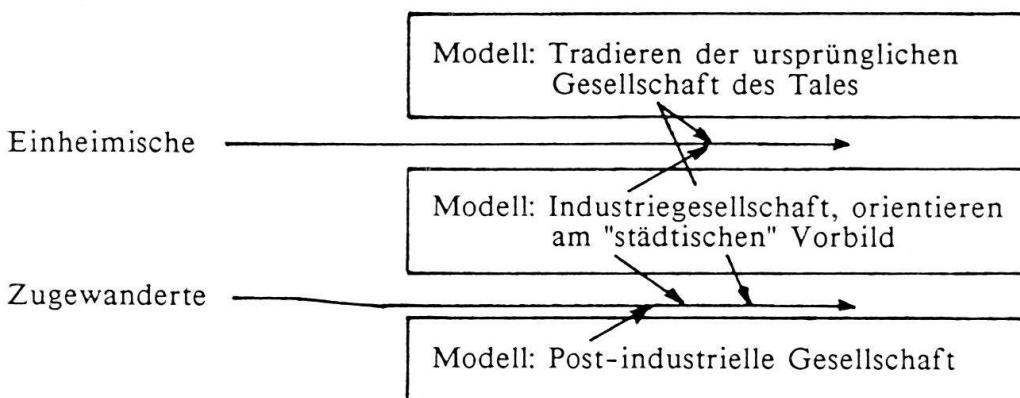 Modell: Tradieren der ursprünglichen
Gesellschaft des Tales
Einheimische
Modell: Industriegesellschaft, orientieren
am "städtischen" Vorbild
Zugewanderte
Modell: Post-industrielle Gesellschaft